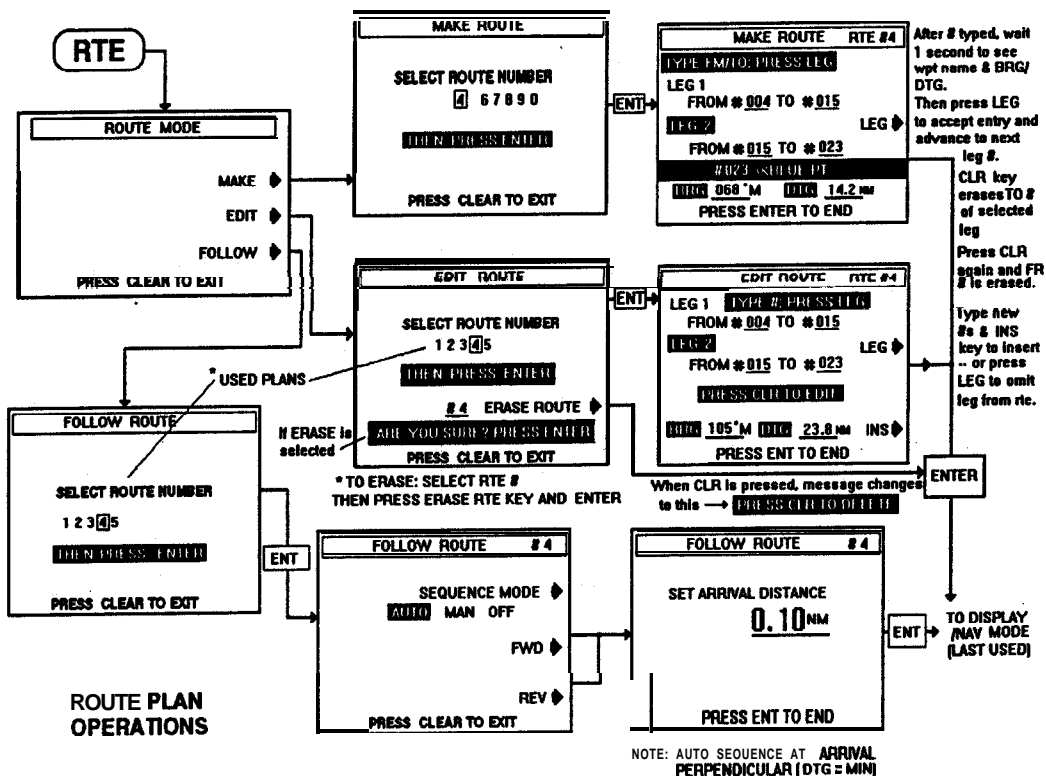 RTE
ROUTE MODE
MAKE
EDIT
FOLLOW
PRESS CLEAR TO EXIT
MAKE ROUTE
SELECT ROUTE NUMBER
4 6 7 8 9 0
THEN PRESS ENTER
PRESS CLEAR TO EXIT
ENT
MAKE ROUTE RTE #4
TYPE FM/TO: PRESS LEG
LEG 1
FROM # 004 TO # 015
LEG 2
LEG
FROM # 015 TO # 023
#023 BLUE PT
BRG 068 °M DTG 14.2 NM
PRESS ENTER TO END
After # typed, wait
1 second to see
wpt name & BRG/
DTG.
Then press LEG
to accept entry and
advance to next
leg #.
CLR key
erases TO #
of selected
leg
Press CLR
again and FR
# is erased.
Type new
#s & INS
key to insert
-- or press
LEG to omit
leg from rte.
EDIT ROUTE
SELECT ROUTE NUMBER
1 2 3 4 5
THEN PRESS ENTER
#4 ERASE ROUTE
ARE YOU SURE? PRESS ENTER
PRESS CLEAR TO EXIT
If ERASE is
selected
* USED PLANS
* TO ERASE: SELECT RTE #
THEN PRESS ERASE RTE KEY AND ENTER
ENT
EDIT ROUTE RTE #4
LEG 1 TYPE #: PRESS LEG
FROM # 004 TO # 015
LEG 2
LEG
FROM # 015 TO # 023
PRESS CLR TO EDIT
BRG 105°M DTG 23.8 NM INS
PRESS ENT TO END
When CLR is pressed, message changes
to this → PRESS CLR TO DELETE
ENTER
FOLLOW ROUTE
SELECT ROUTE NUMBER
1 2 3 4 5
THEN PRESS ENTER
PRESS CLEAR TO EXIT
ENT
FOLLOW ROUTE #4
SEQUENCE MODE
AUTO MAN OFF
FWD
REV
PRESS CLEAR TO EXIT
FOLLOW ROUTE #4
SET ARRIVAL DISTANCE
0.10NM
PRESS ENT TO END
ENT
TO DISPLAY
/NAV MODE
(LAST USED)
ROUTE PLAN
OPERATIONS
NOTE: AUTO SEQUENCE AT ARRIVAL
PERPENDICULAR (DTG = MIN)